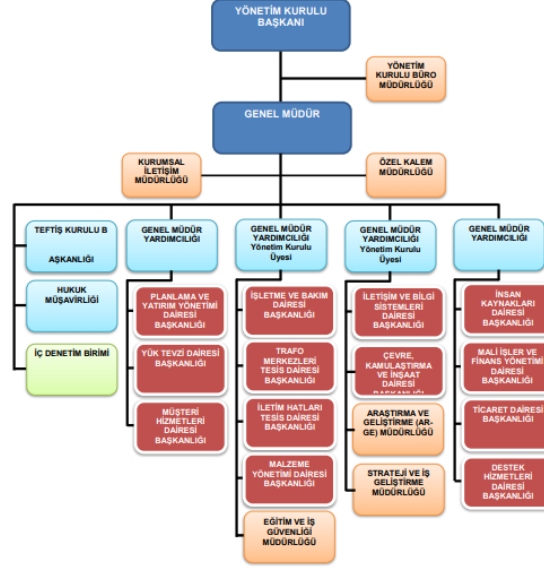 YÖNETİM KURULU
BAŞKANI
YÖNETİM
KURULU BÜRO
MÜDÜRLÜĞÜ
GENEL MÜDÜR
KURUMSAL
İLETİŞİM
MÜDÜRLÜĞÜ
ÖZEL KALEM
MÜDÜRLÜĞÜ
TEFTİŞ KURULU B
AŞKANLIĞI
HUKUK
MÜŞAVİRLİĞİ
İÇ DENETİM BİRİMİ
GENEL MÜDÜR
YARDIMCILIĞI
PLANLAMA VE
YATIRIM YÖNETİMİ
DAİRESİ
BAŞKANLIĞI
YÜK TEVZİ DAİRESİ
BAŞKANLIĞI
MÜŞTERİ
HİZMETLERİ
DAİRESİ
BAŞKANLIĞI
GENEL MÜDÜR
YARDIMCILIĞI
Yönetim Kurulu
Üyesi
İŞLETME VE BAKIM
DAİRESİ
BAŞKANLIĞI
TRAFO
MERKEZLERİ
TESİS DAİRESİ
BAŞKANLIĞI
İLETİM HATLARI
TESİS DAİRESİ
BAŞKANLIĞI
MALZEME
YÖNETİMİ DAİRESİ
BAŞKANLIĞI
EĞİTİM VE İŞ
GÜVENLİĞİ
MÜDÜRLÜĞÜ
GENEL MÜDÜR
YARDIMCILIĞI
Yönetim Kurulu
Üyesi
İLETİŞİM VE BİLGİ
SİSTEMLERİ
DAİRESİ
BAŞKANLIĞI
ÇEVRE,
KAMULAŞTIRMA
VE İNŞAAT
DAİRESİ
BAŞKANLIĞI
ARAŞTIRMA VE
GELİŞTİRME (AR-
GE) MÜDÜRLÜĞÜ
STRATEJİ VE İŞ
GELİŞTİRME
MÜDÜRLÜĞÜ
GENEL MÜDÜR
YARDIMCILIĞI
İNSAN
KAYNAKLARI
DAİRESİ
BAŞKANLIĞI
MALİ İŞLER VE
FİNANS YÖNETİMİ
DAİRESİ
BAŞKANLIĞI
TİCARET DAİRESİ
BAŞKANLIĞI
DESTEK
HİZMETLERİ
DAİRESİ
BAŞKANLIĞI